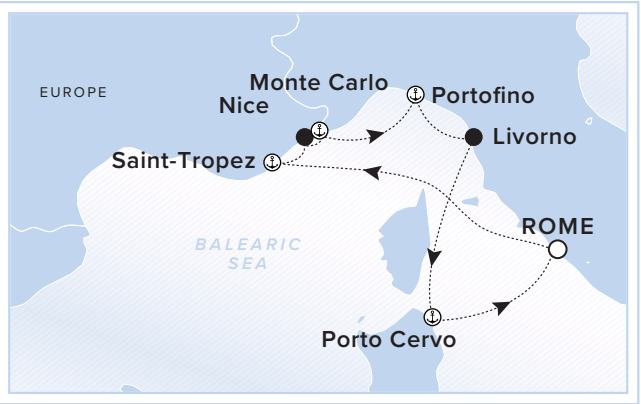 EUROPE
Monte Carlo
Nice
Portofino
Livorno
Saint-Tropez
ROME
BALEARIC
SEA
Porto Cervo